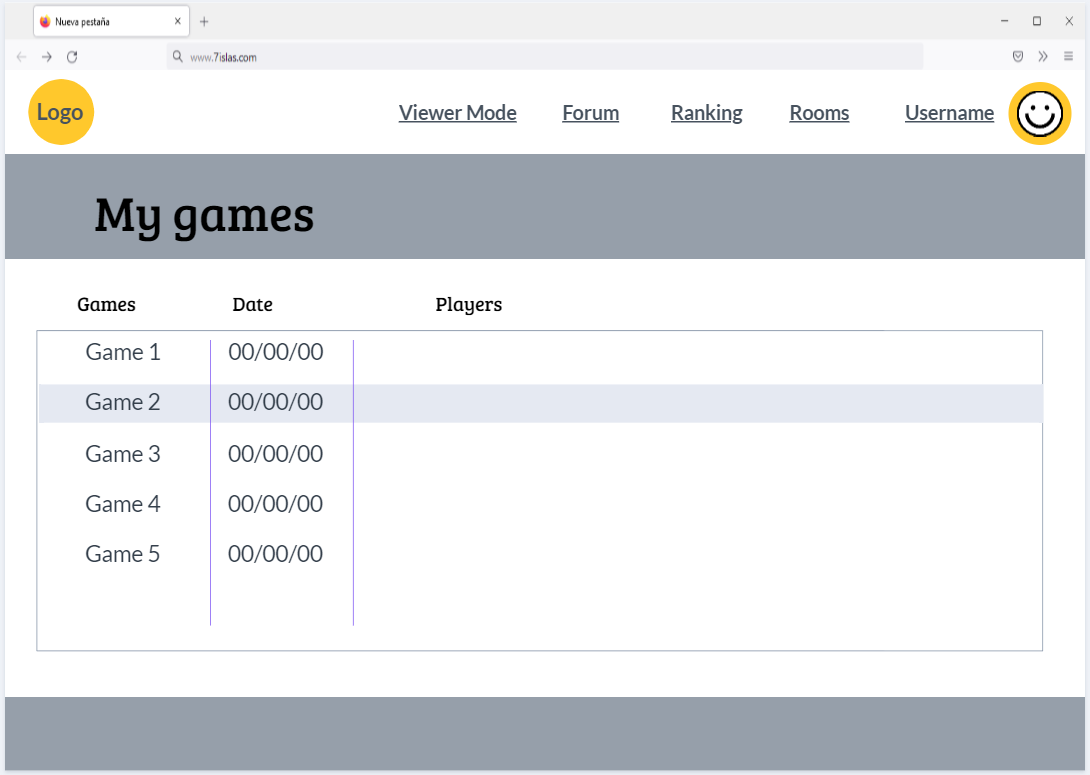 Nueva pestaña
www.7islas.com
Logo Viewer Mode Forum Ranking Rooms Username
My games
Games Date Players
Game 1 00/00/00
Game 2 00/00/00
Game 3 00/00/00
Game 4 00/00/00
Game 5 00/00/00